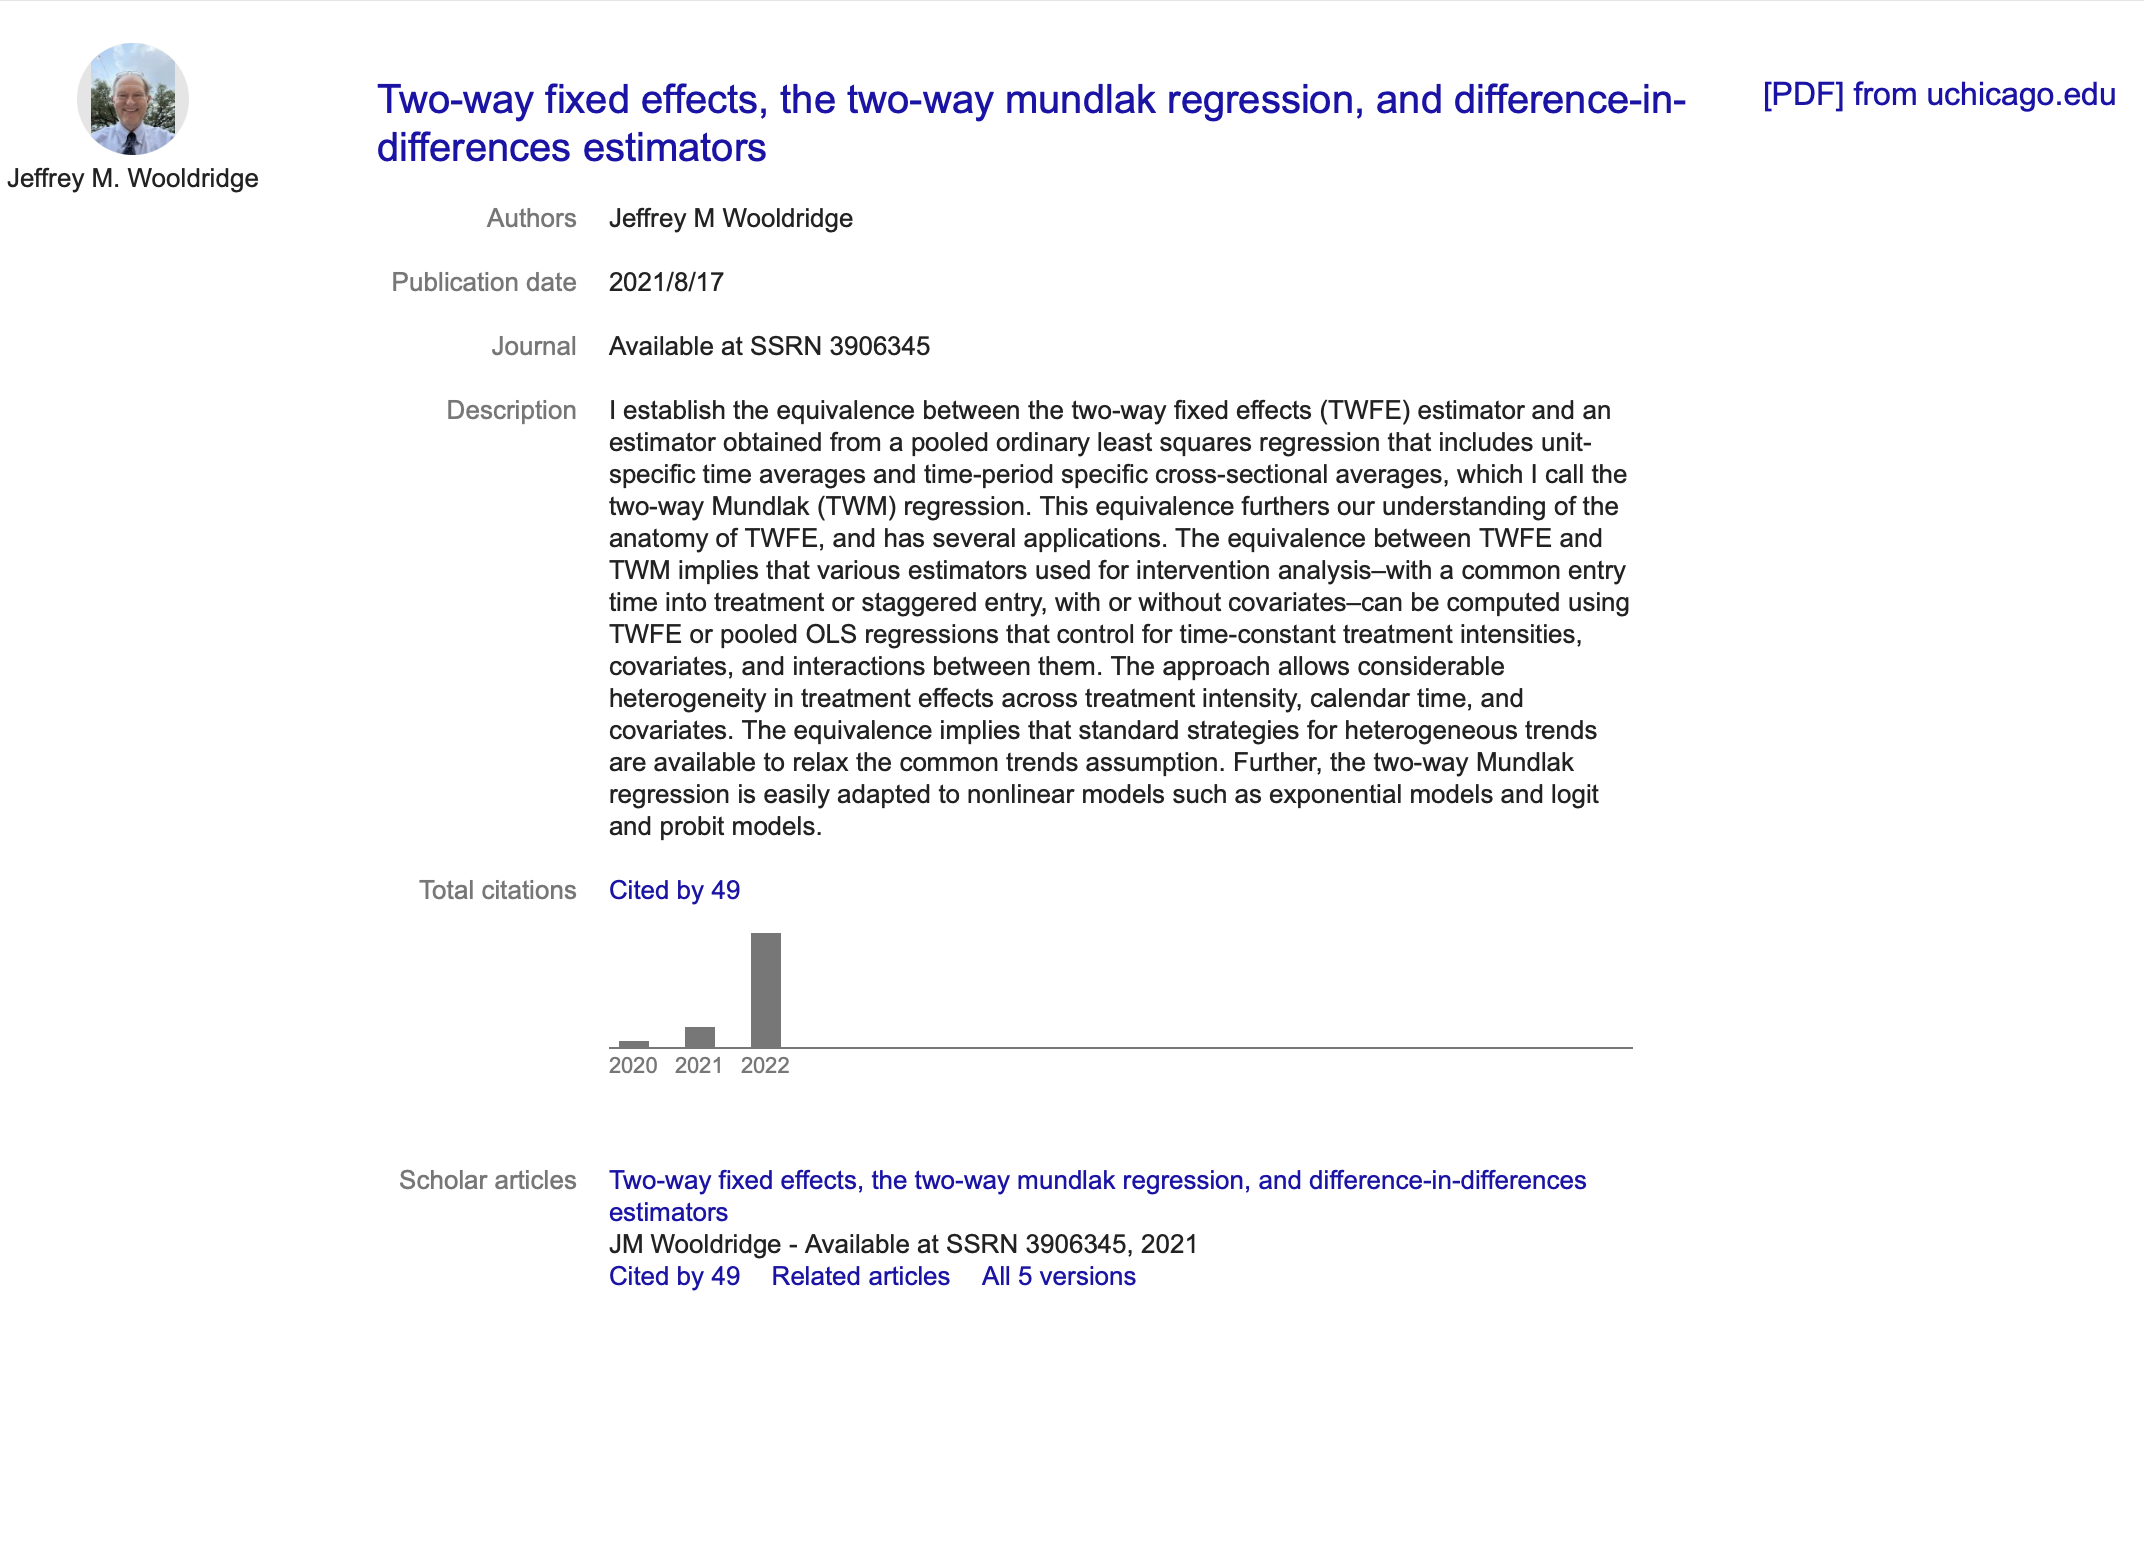 Jeffrey M. Wooldridge
Two-way fixed effects, the two-way mundlak regression, and difference-in-
differences estimators
[PDF] from uchicago.edu
Authors Jeffrey M Wooldridge
Publication date 2021/8/17
Journal Available at SSRN 3906345
Description I establish the equivalence between the two-way fixed effects (TWFE) estimator and an
estimator obtained from a pooled ordinary least squares regression that includes unit-
specific time averages and time-period specific cross-sectional averages, which I call the
two-way Mundlak (TWM) regression. This equivalence furthers our understanding of the
anatomy of TWFE, and has several applications. The equivalence between TWFE and
TWM implies that various estimators used for intervention analysis–with a common entry
time into treatment or staggered entry, with or without covariates–can be computed using
TWFE or pooled OLS regressions that control for time-constant treatment intensities,
covariates, and interactions between them. The approach allows considerable
heterogeneity in treatment effects across treatment intensity, calendar time, and
covariates. The equivalence implies that standard strategies for heterogeneous trends
are available to relax the common trends assumption. Further, the two-way Mundlak
regression is easily adapted to nonlinear models such as exponential models and logit
and probit models.
Total citations Cited by 49
2020 2021 2022
Scholar articles Two-way fixed effects, the two-way mundlak regression, and difference-in-differences
estimators
JM Wooldridge - Available at SSRN 3906345, 2021
Cited by 49 Related articles All 5 versions